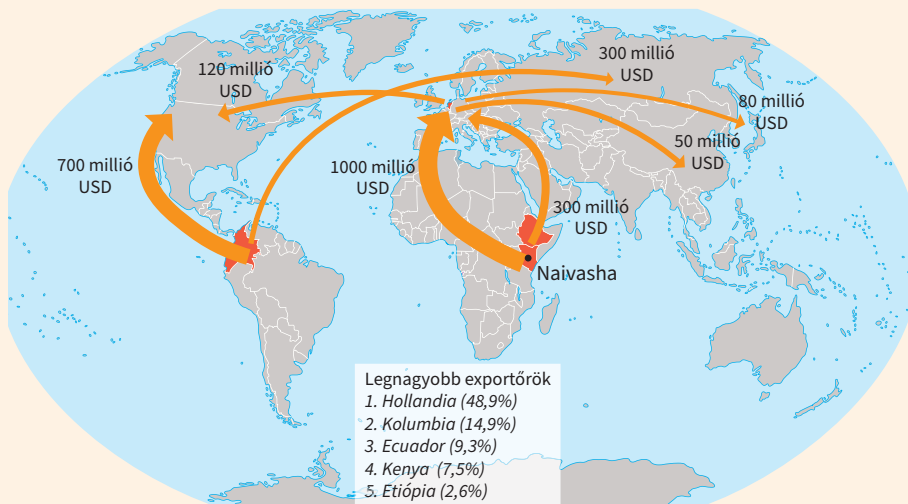 300 millió
USD
120 millió
USD
80 millió
USD
50 millió
USD
700 millió
USD
1000 millió
USD
300 millió
USD
Naivasha
Legnagyobb exportőrök
1. Hollandia (48,9%)
2. Kolumbia (14,9%)
3. Ecuador (9,3%)
4. Kenya (7,5%)
5. Etiópia (2,6%)